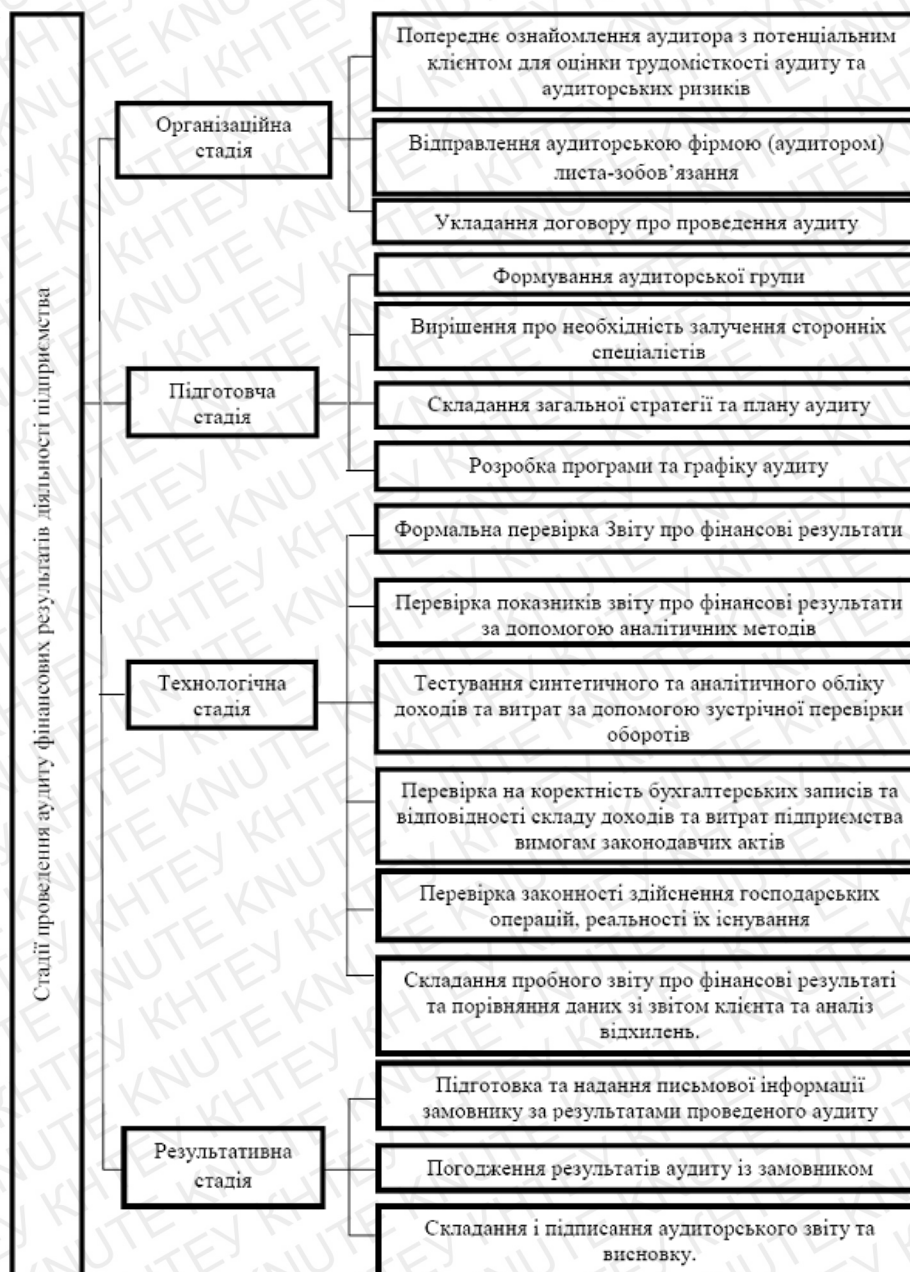 Стадії проведення аудиту фінансових результатів діяльності підприємства
Організаційна
стадія
Попереднє ознайомлення аудитора з потенціальним
клієнтом для оцінки трудомісткості аудиту та
аудиторських ризиків
Відправлення аудиторською фірмою (аудитором)
листа-зобов’язання
Укладання договору про проведення аудиту
Підготовча
стадія
Формування аудиторської групи
Вирішення про необхідність залучення сторонніх
спеціалістів
Складання загальної стратегії та плану аудиту
Розробка програми та графіку аудиту
Технологічна
стадія
Формальна перевірка Звіту про фінансові результати
Перевірка показників звіту про фінансові результати
за допомогою аналітичних методів
Тестування синтетичного та аналітичного обліку
доходів та витрат за допомогою зустрічної перевірки
оборотів
Перевірка на коректність бухгалтерських записів та
відповідності складу доходів та витрат підприємства
вимогам законодавчих актів
Перевірка законності здійснення господарських
операцій, реальності їх існування
Складання пробного звіту про фінансові результаті
та порівняння даних зі звітом клієнта та аналіз
відхилень.
Результативна
стадія
Підготовка та надання письмової інформації
замовнику за результатами проведеного аудиту
Погодження результатів аудиту із замовником
Складання і підписання аудиторського звіту та
висновку.